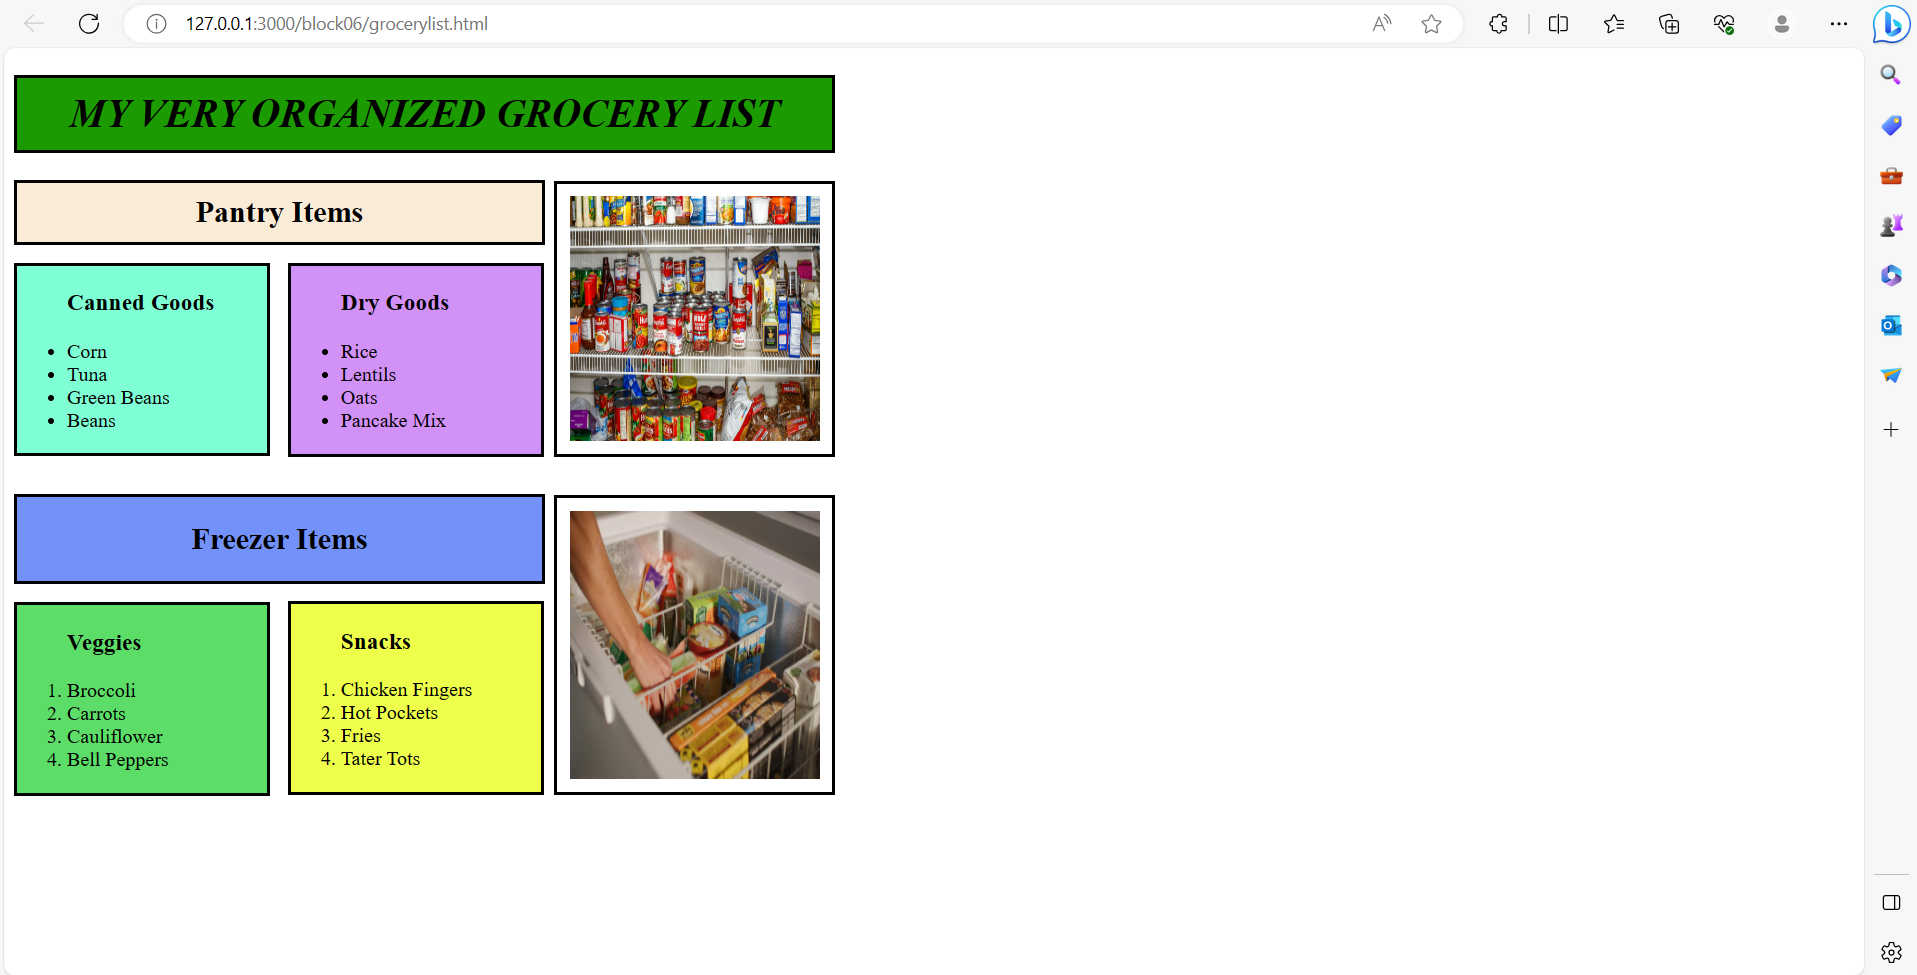 127.0.0.1:3000/block06/grocerylist.html
MY VERY ORGANIZED GROCERY LIST
Pantry Items
Canned Goods
• Corn
• Tuna
• Green Beans
• Beans
Dry Goods
• Rice
• Lentils
• Oats
• Pancake Mix
Freezer Items
Veggies
1. Broccoli
2. Carrots
3. Cauliflower
4. Bell Peppers
Snacks
1. Chicken Fingers
2. Hot Pockets
3. Fries
4. Tater Tots